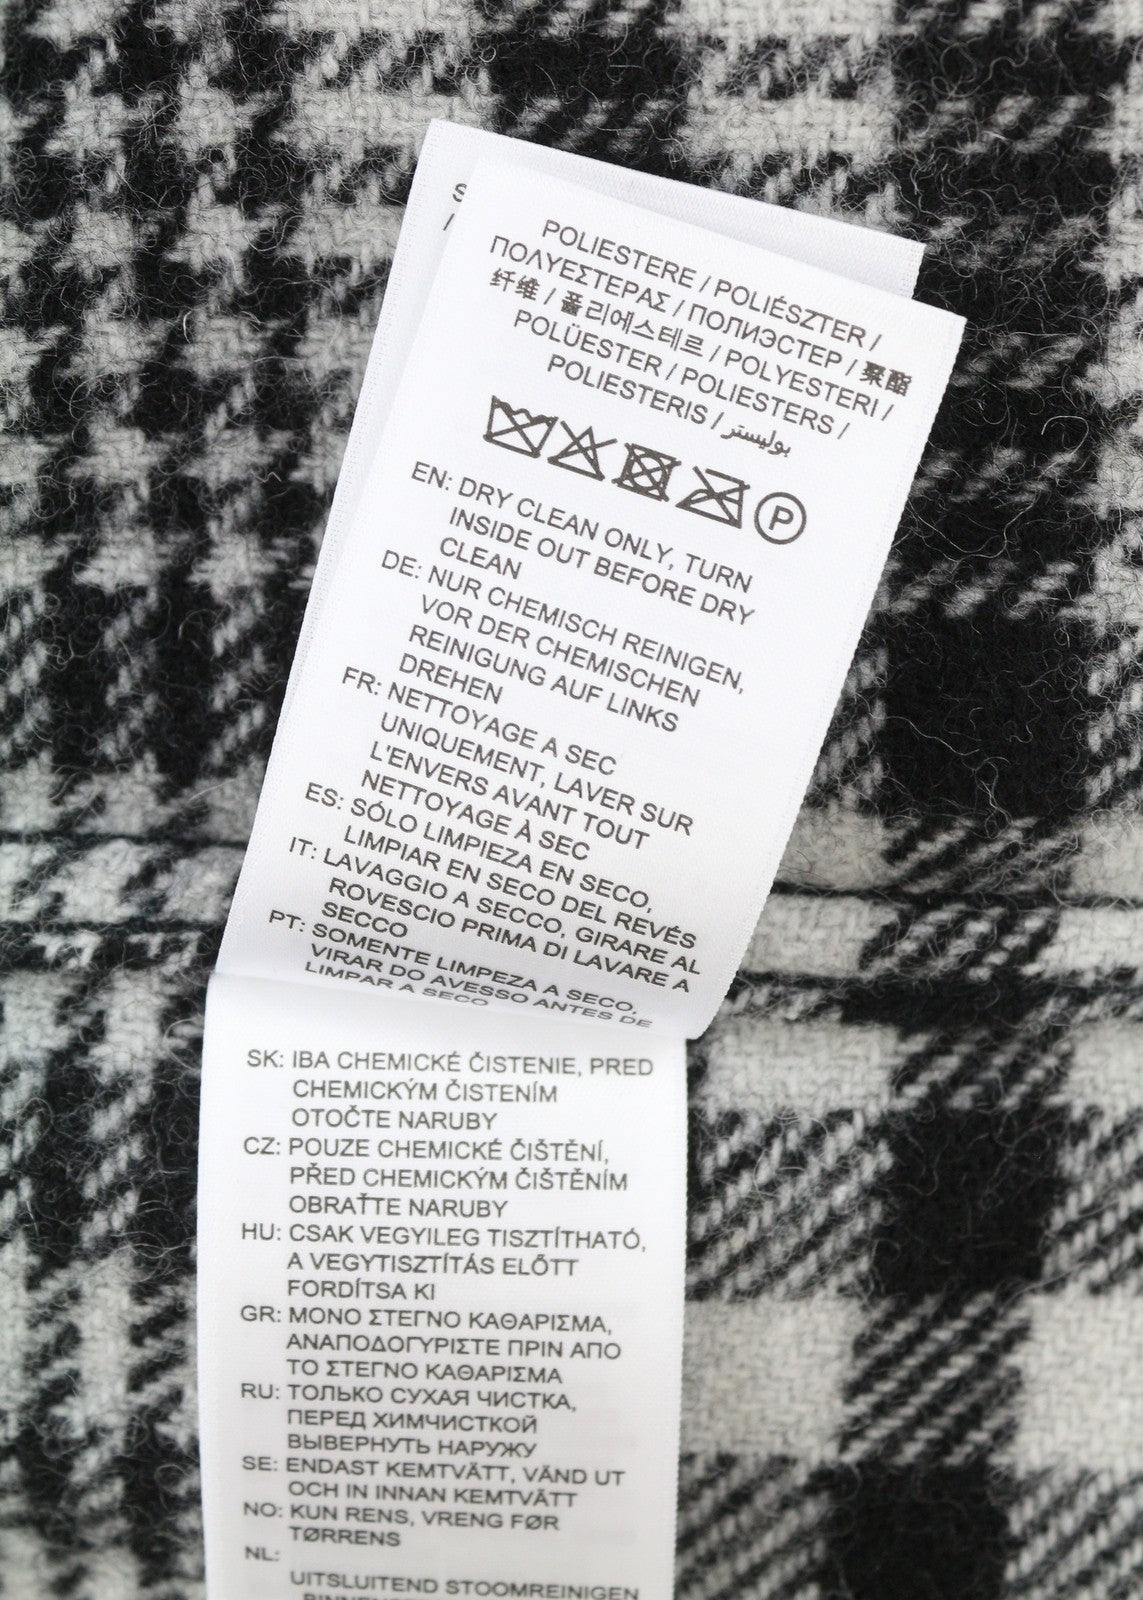 S
/
POLIESTERE / POLIÉSZTER /
ΠΟΛΥΕΣΤΕΡΑΣ / ПОЛИЭСТЕР / 聚酯
纤维 / 폴리에스테르 / POLYESTERI /
POLÜESTER / POLIESTERS /
POLIESTERIS / بوليستر
P
EN: DRY CLEAN ONLY, TURN
INSIDE OUT BEFORE DRY
CLEAN
DE: NUR CHEMISCH REINIGEN,
VOR DER CHEMISCHEN
REINIGUNG AUF LINKS
DREHEN
FR: NETTOYAGE A SEC
UNIQUEMENT, LAVER SUR
L'ENVERS AVANT TOUT
NETTOYAGE À SEC
ES: SÓLO LIMPIEZA EN SECO,
LIMPIAR EN SECO DEL REVÉS
IT: LAVAGGIO A SECCO, GIRARE AL
ROVESCIO PRIMA DI LAVARE A
SECCO
PT: SOMENTE LIMPEZA A SECO,
VIRAR DO AVESSO ANTES DE
LIMPAR A SECO
SK: IBA CHEMICKÉ ČISTENIE, PRED
CHEMICKÝM ČISTENÍM
OTOČTE NARUBY
CZ: POUZE CHEMICKÉ ČIŠTĚNÍ,
PŘED CHEMICKÝM ČIŠTĚNÍM
OBRAŤTE NARUBY
HU: CSAK VEGYILEG TISZTÍTHATÓ,
A VEGYTISZTÍTÁS ELŐTT
FORDÍTSA KI
GR: ΜΟΝΟ ΣΤΕΓΝΟ ΚΑΘΑΡΙΣΜΑ,
ΑΝΑΠΟΔΟΓΥΡΙΣΤΕ ΠΡΙΝ ΑΠΟ
ΤΟ ΣΤΕΓΝΟ ΚΑΘΑΡΙΣΜΑ
RU: ТОЛЬКО СУХАЯ ЧИСТКА,
ПЕРЕД ХИМЧИСТКОЙ
ВЫВЕРНУТЬ НАРУЖУ
SE: ENDAST KEMTVÄTT, VÄND UT
OCH IN INNAN KEMTVÄTT
NO: KUN RENS, VRENG FØR
TØRRENS
NL:
UITSLUITEND STOOMREINIGEN